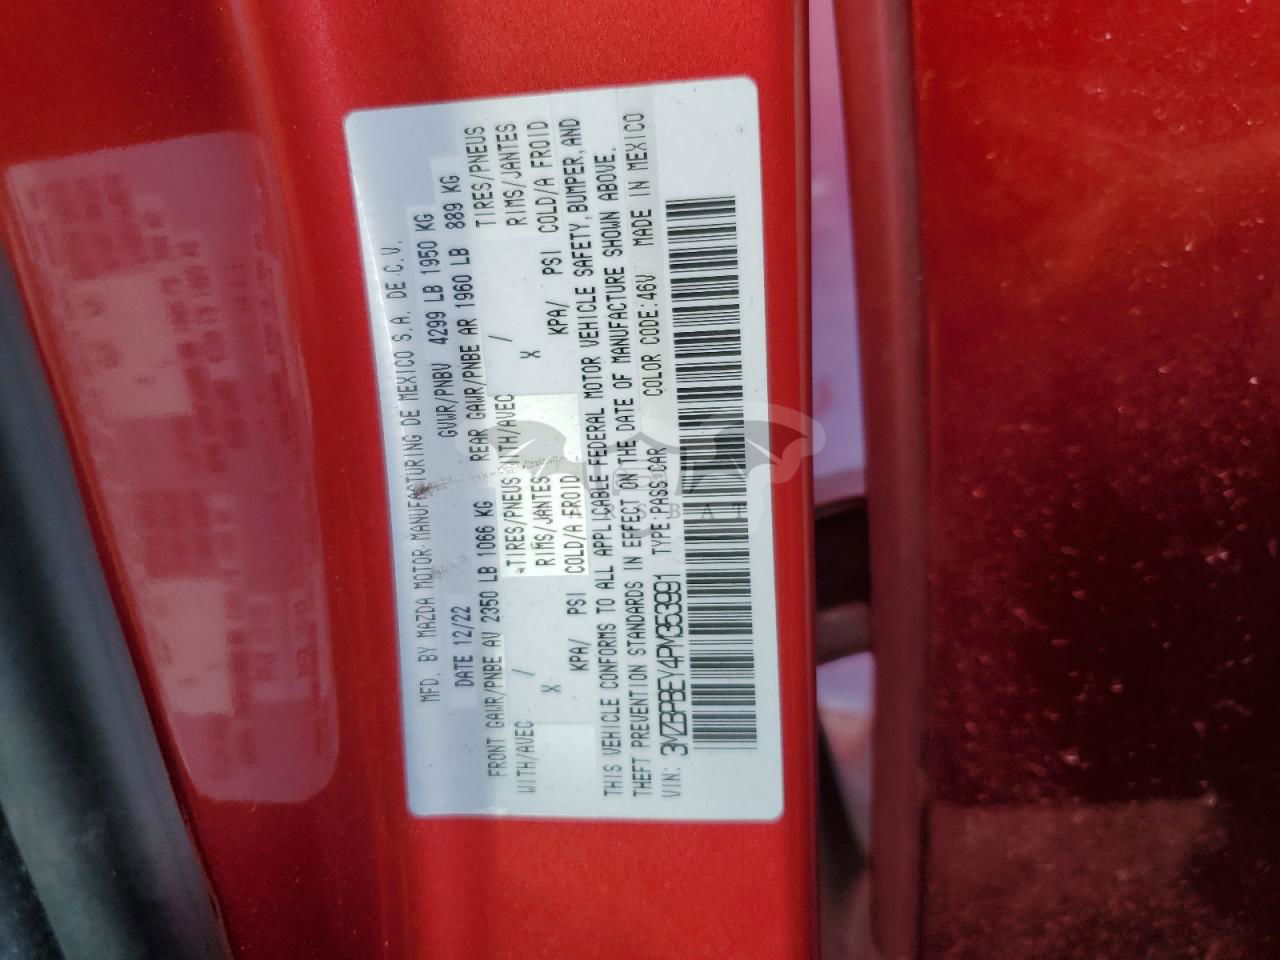 MFD. BY MAZDA MOTOR MANUFACTURING DE MEXICO S.A. DE C.V.
DATE 12/22 GVWR/PNBV 4299 LB 1950 KG
FRONT GAWR/PNBE AV 2350 LB 1066 KG REAR GAWR/PNBE AR 1960 LB 889 KG
WITH/AVEC / TIRES/PNEUS WITH/AVEC / TIRES/PNEUS
X RIMS/JANTES X RIMS/JANTES
KPA/ PSI COLD/A FROID KPA/ PSI COLD/A FROID
THIS VEHICLE CONFORMS TO ALL APPLICABLE FEDERAL MOTOR VEHICLE SAFETY, BUMPER, AND
THEFT PREVENTION STANDARDS IN EFFECT ON THE DATE OF MANUFACTURE SHOWN ABOVE.
VIN: 3MZBPBEY4PM353991 TYPE:PASS CAR COLOR CODE:46V MADE IN MEXICO